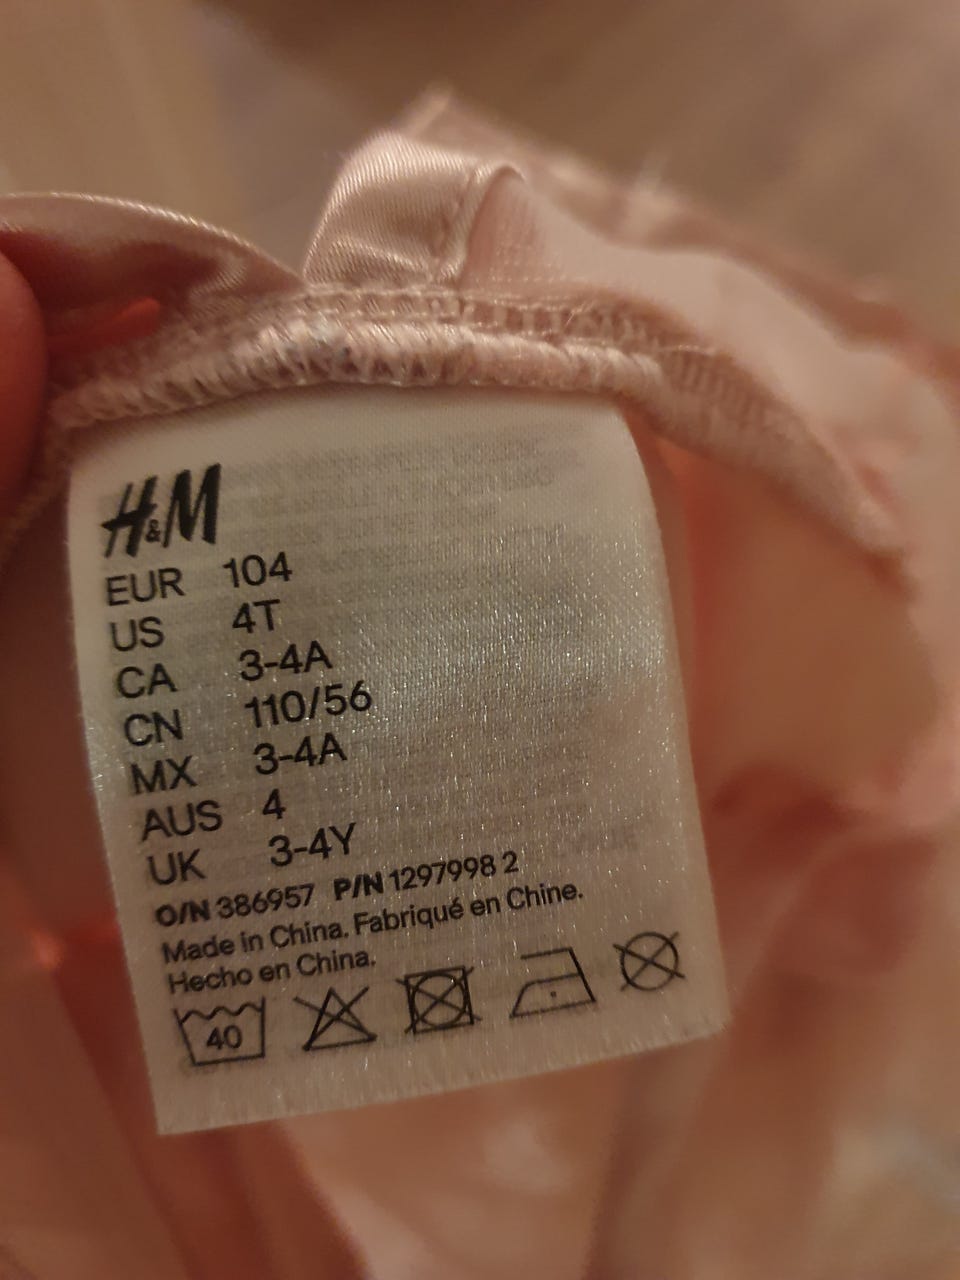 H&M
EUR 104
US 4T
CA 3-4A
CN 110/56
MX 3-4A
AUS 4
UK 3-4Y
O/N 386957 P/N 1297998 2
Made in China. Fabriqué en Chine.
Hecho en China.
40